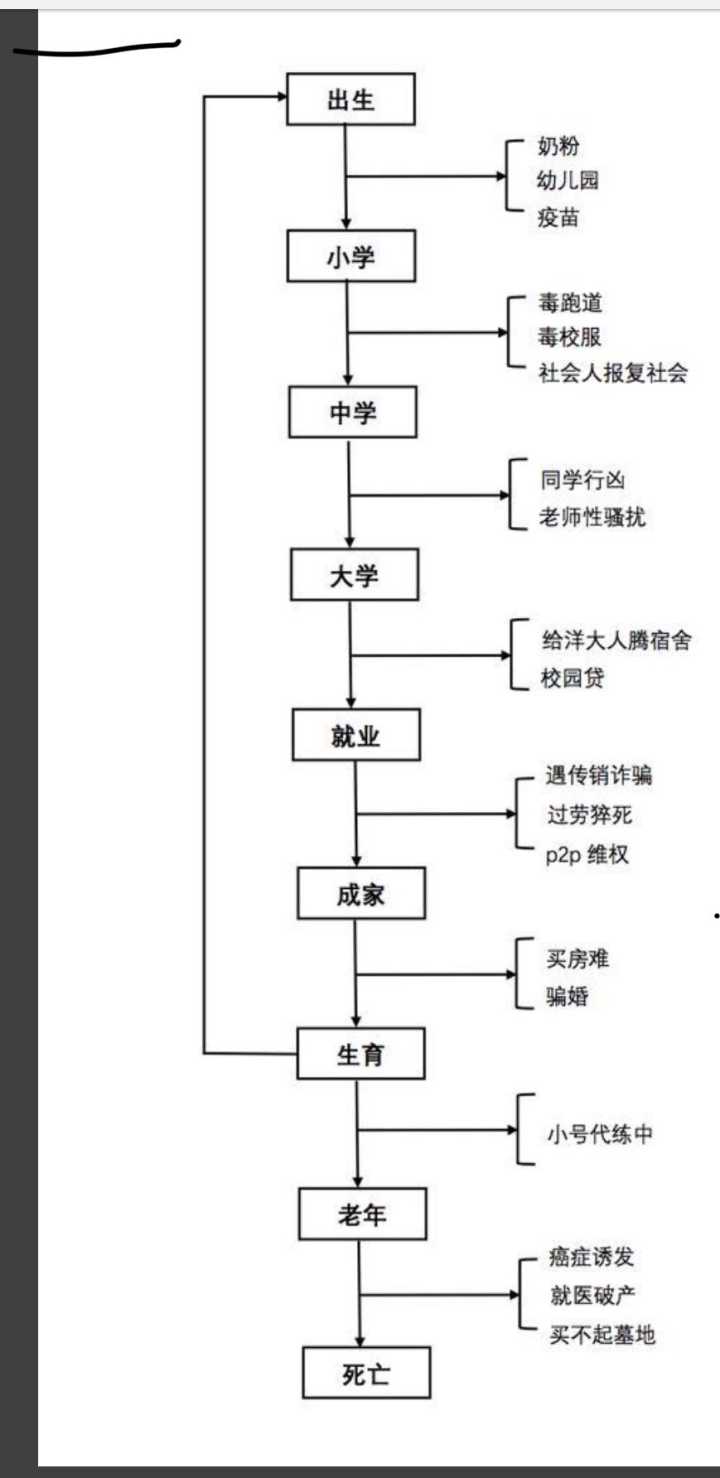 出生
奶粉
幼儿园
疫苗
小学
毒跑道
毒校服
社会人报复社会
中学
同学行凶
老师性骚扰
大学
给洋大人腾宿舍
校园贷
就业
遇传销诈骗
过劳猝死
p2p 维权
成家
买房难
骗婚
生育
小号代练中
老年
癌症诱发
就医破产
买不起墓地
死亡